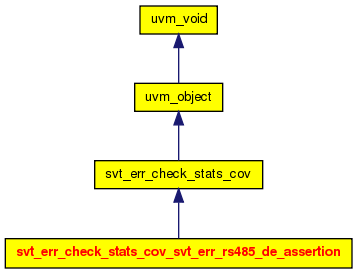 uvm_void
uvm_object
svt_err_check_stats_cov
svt_err_check_stats_cov_svt_err_rs485_de_assertion